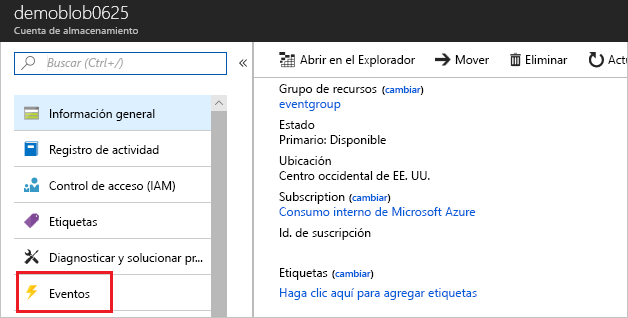 demoblob0625
Cuenta de almacenamiento
Buscar (Ctrl+/)
Información general
Registro de actividad
Control de acceso (IAM)
Etiquetas
Diagnosticar y solucionar pr...
Eventos
Abrir en el Explorador
Mover
Eliminar
Actu
Grupo de recursos (cambiar)
eventgroup
Estado
Primario: Disponible
Ubicación
Centro occidental de EE. UU.
Subscription (cambiar)
Consumo interno de Microsoft Azure
Id. de suscripción
Etiquetas (cambiar)
Haga clic aquí para agregar etiquetas